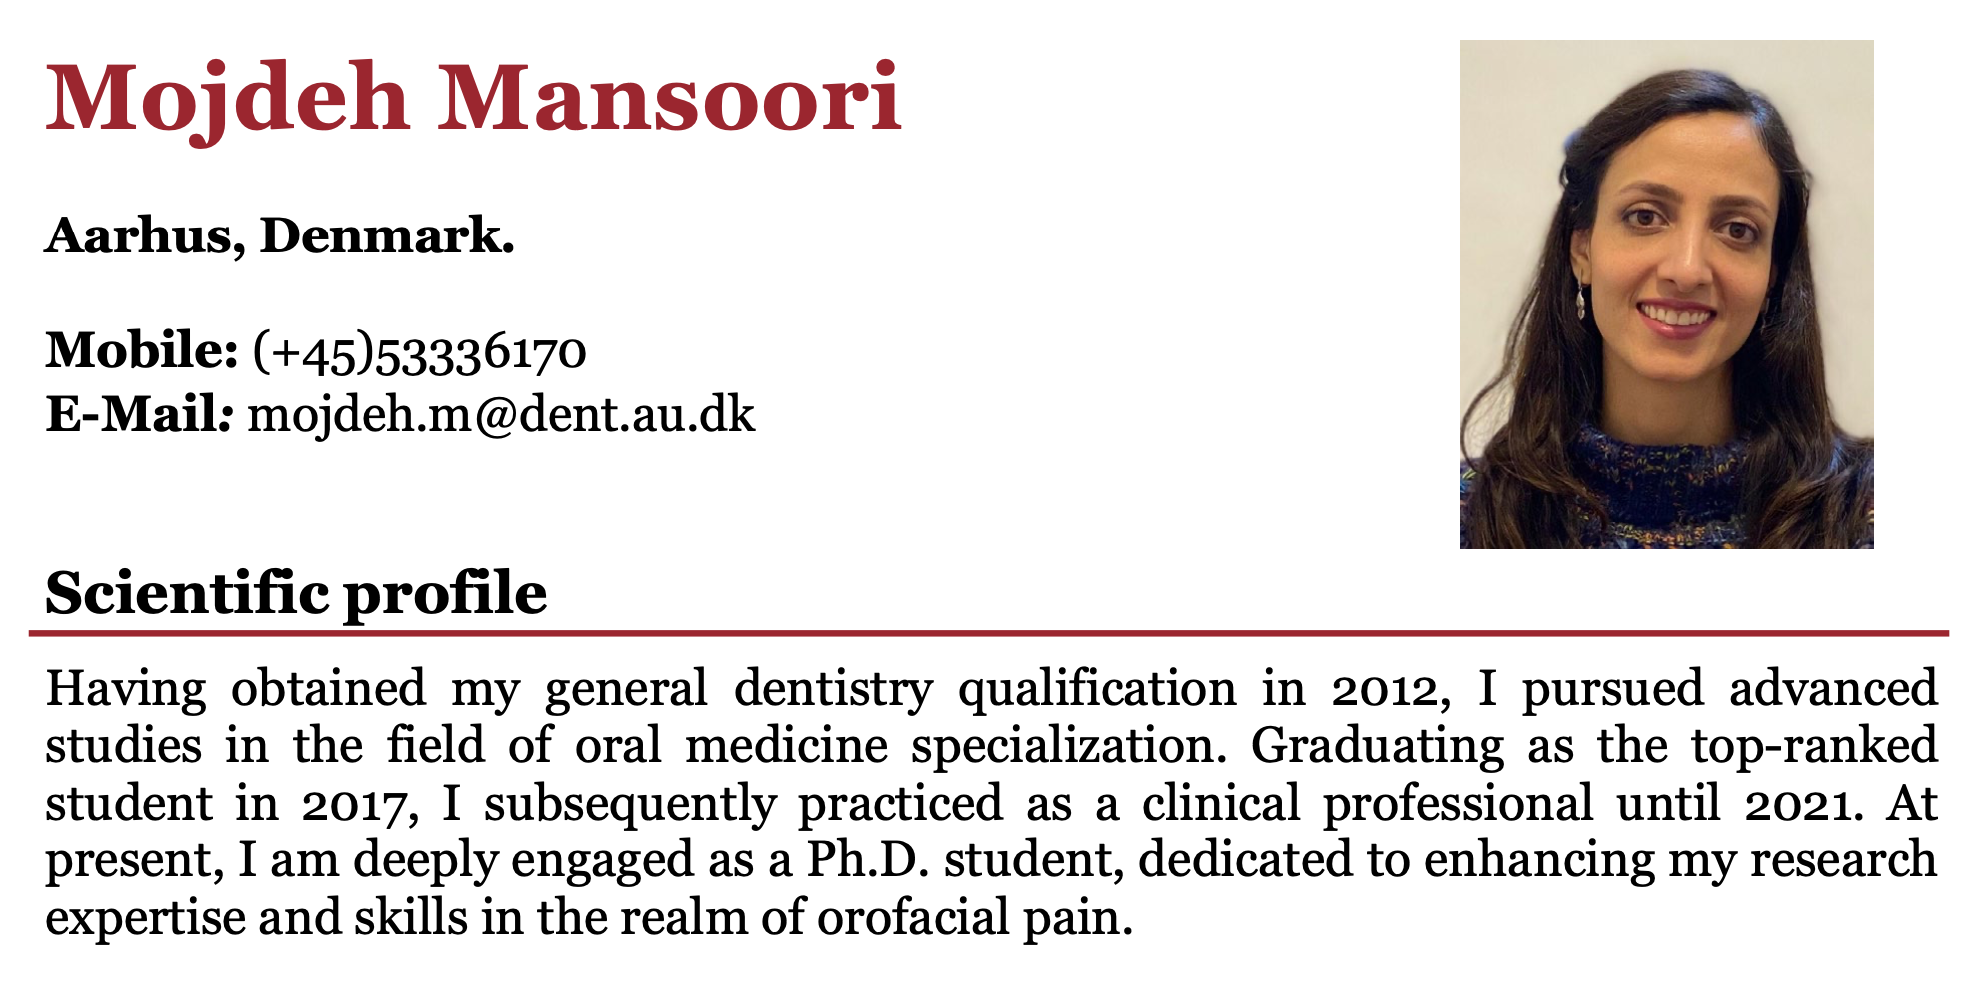 Mojdeh Mansoori
Aarhus, Denmark.
Mobile: (+45)53336170
E-Mail: mojdeh.m@dent.au.dk
Scientific profile
Having obtained my general dentistry qualification in 2012, I pursued advanced
studies in the field of oral medicine specialization. Graduating as the top-ranked
student in 2017, I subsequently practiced as a clinical professional until 2021. At
present, I am deeply engaged as a Ph.D. student, dedicated to enhancing my research
expertise and skills in the realm of orofacial pain.